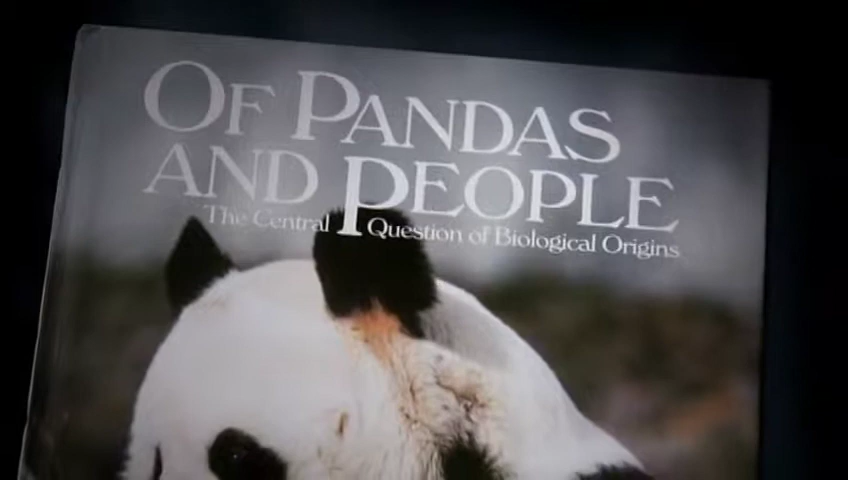 OF PANDAS
AND PEOPLE
The Central Question of Biological Origins